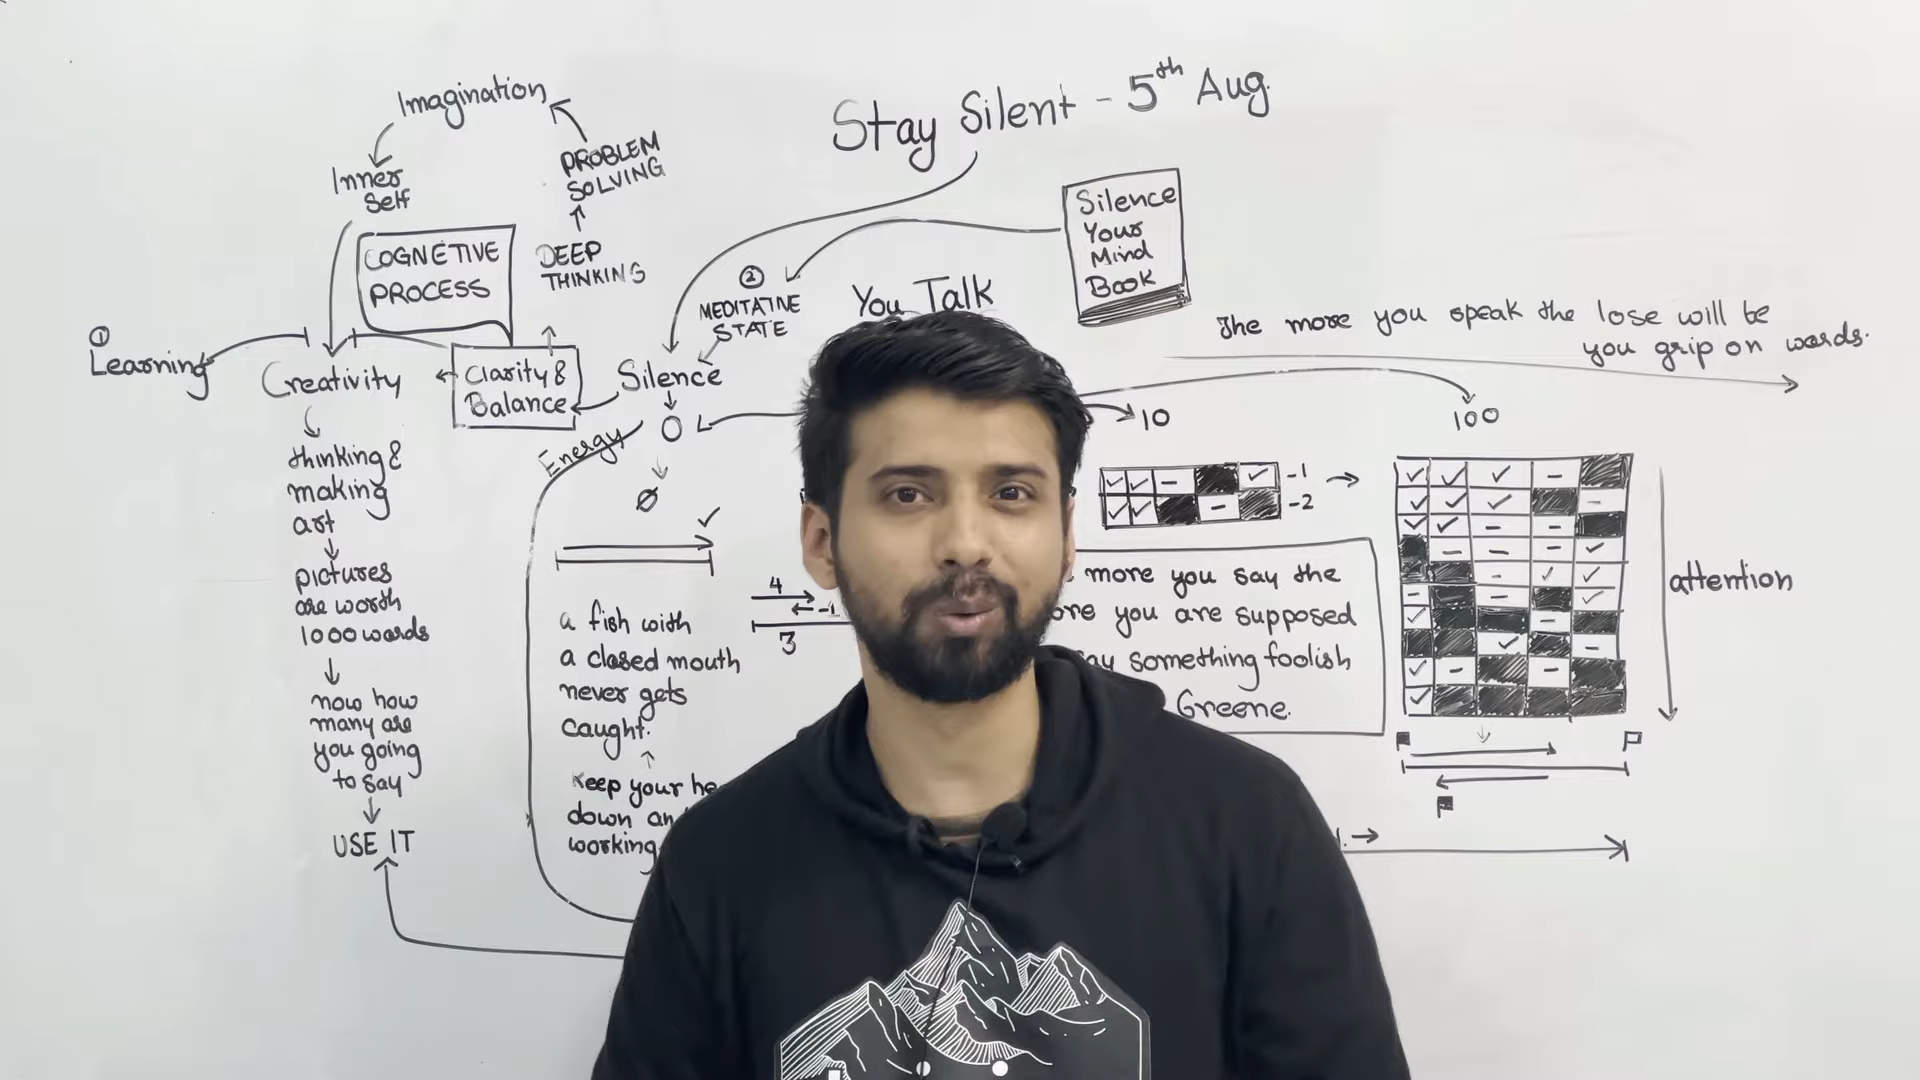 Stay Silent - 5th Aug.
Imagination
Inner
Self
PROBLEM
SOLVING
DEEP
THINKING
COGNETIVE
PROCESS
①
Learning
Creativity
Clarity &
Balance
thinking &
making
art
pictures
are worth
1000 words
now how
many are
you going
to say
USE IT
②
MEDITATIVE
STATE
Silence
0
Ø
Energy
You Talk
Silence
Your
Mind
Book
The more you speak the lose will be
you grip on words.
10
100
-1
-2
attention
a fish with
a closed mouth
never gets
caught.
Keep your
down
working
4
-1
3
more you say the
you are supposed
something foolish
Greene.